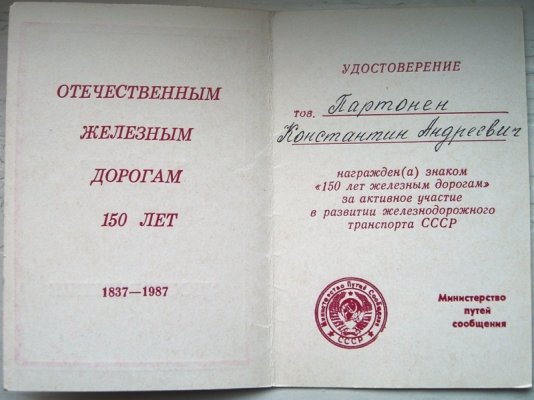 ОТЕЧЕСТВЕННЫМ
ЖЕЛЕЗНЫМ
ДОРОГАМ
150 ЛЕТ
1837—1987
УДОСТОВЕРЕНИЕ
тов. Партонен
Константин Андреевич
награжден(а) знаком
«150 лет железным дорогам»
за активное участие
в развитии железнодорожного
транспорта СССР
Министерство Путей Сообщения
СССР
Министерство
путей
сообщения